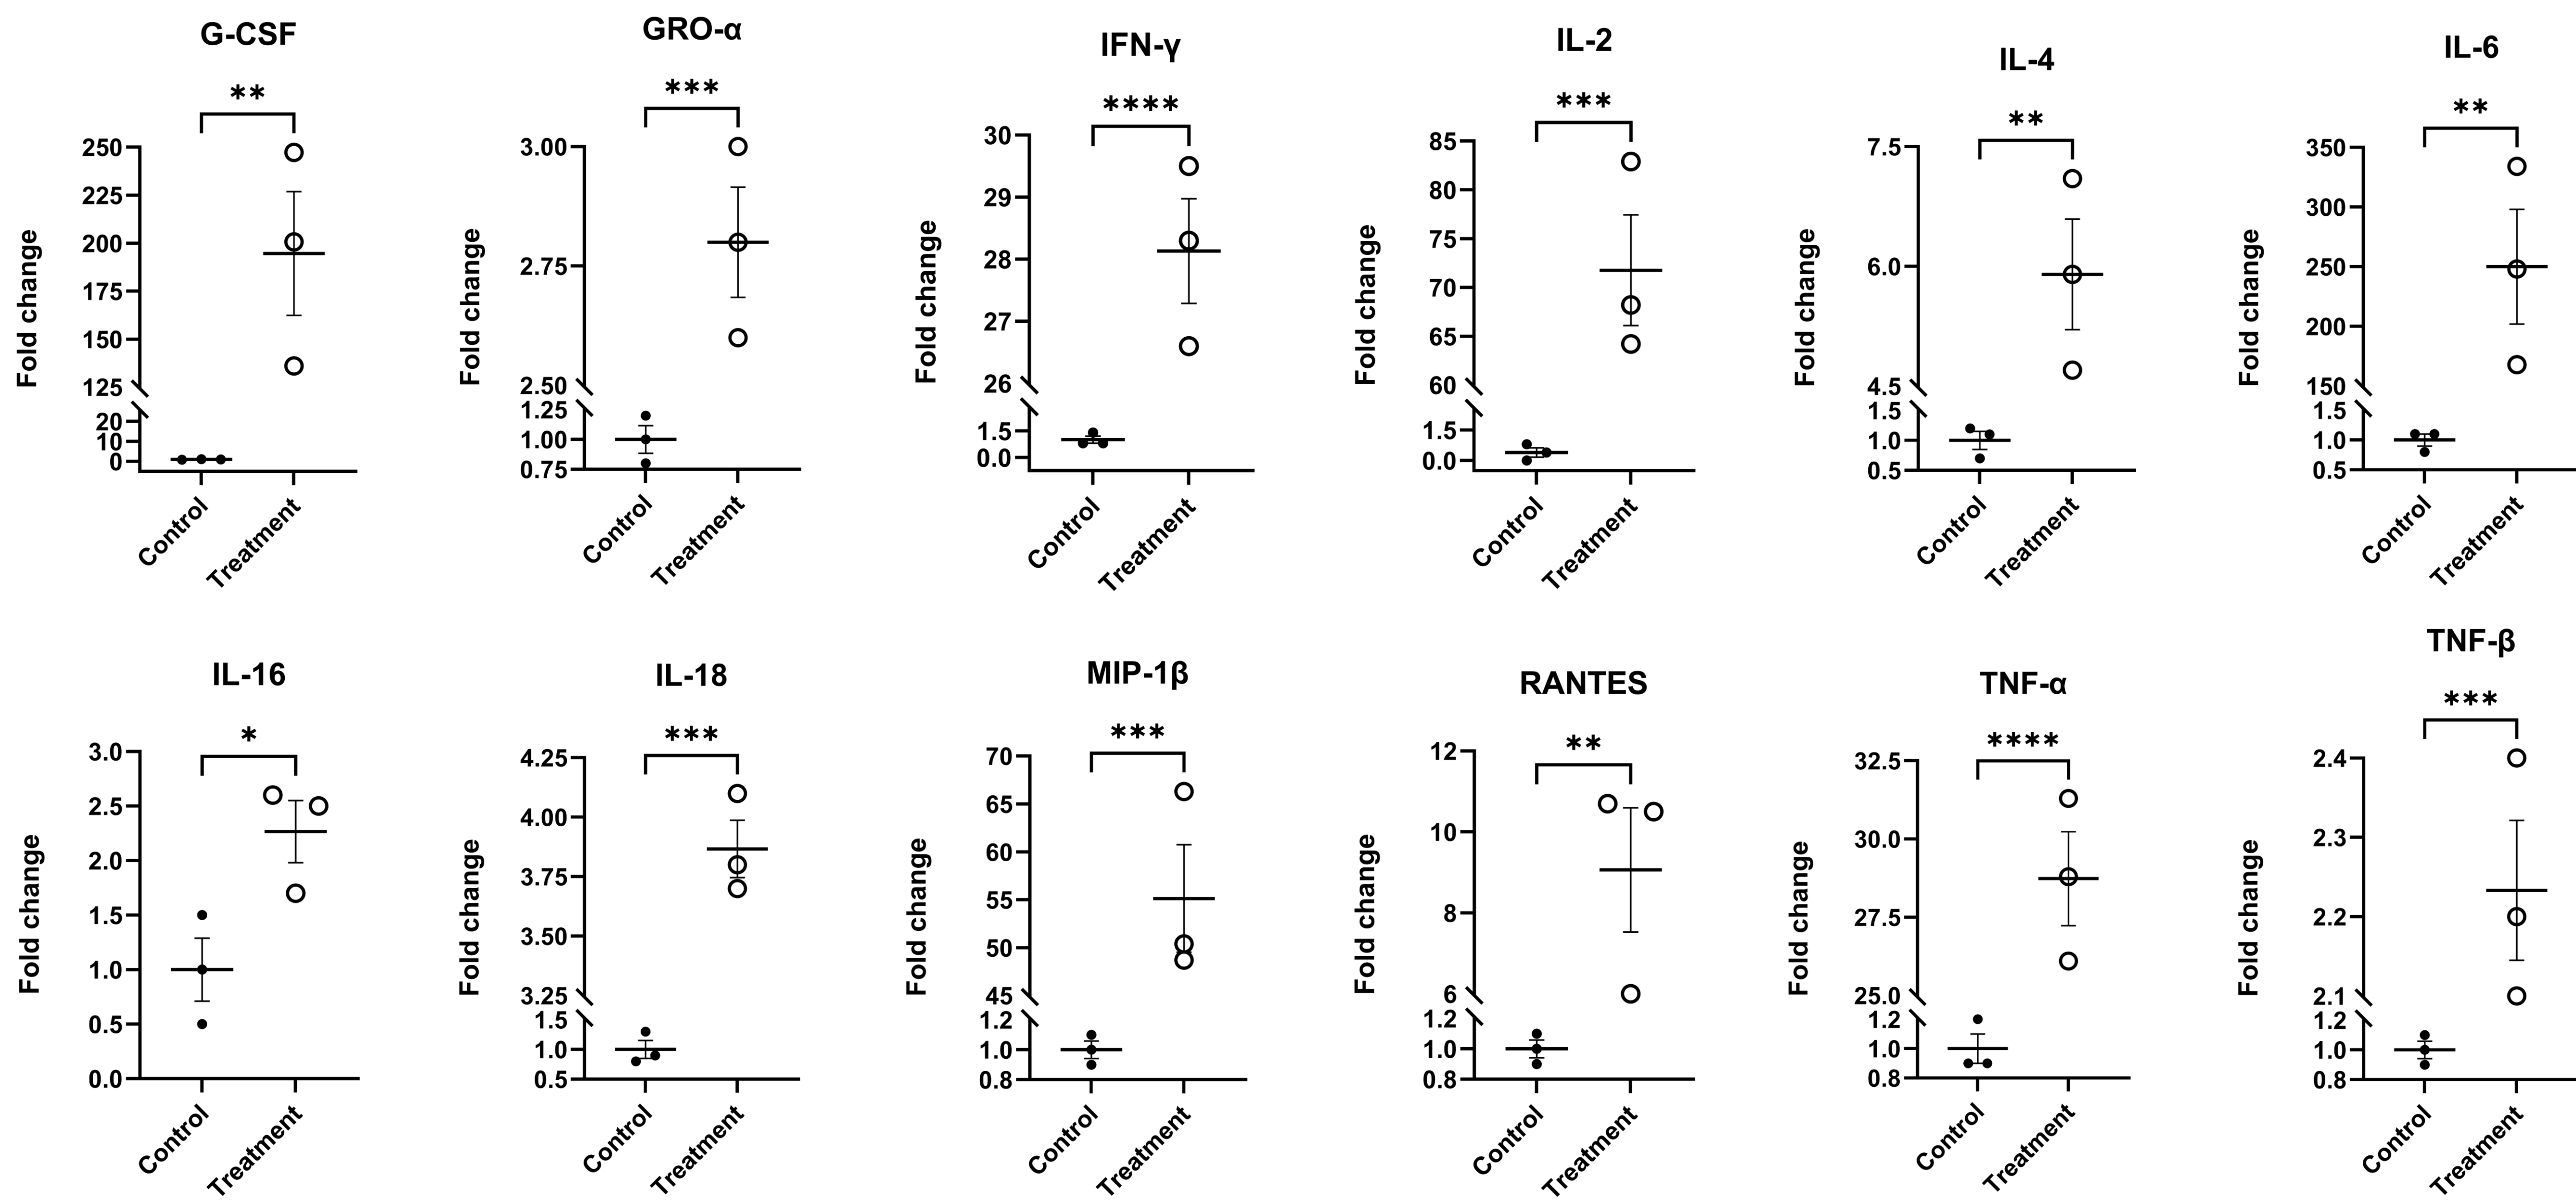 G-CSF
**
250
225
200
175
150
125
20
10
0
Fold change
Control
Treatment
GRO-α
***
3.00
2.75
2.50
1.25
1.00
0.75
Fold change
Control
Treatment
IFN-γ
****
30
29
28
27
26
1.5
0.0
Fold change
Control
Treatment
IL-2
***
85
80
75
70
65
60
1.5
0.0
Fold change
Control
Treatment
IL-4
**
7.5
6.0
4.5
1.5
1.0
0.5
Fold change
Control
Treatment
IL-6
**
350
300
250
200
150
1.5
1.0
0.5
Fold change
Control
Treatment
IL-16
*
3.0
2.5
2.0
1.5
1.0
0.5
0.0
Fold change
Control
Treatment
IL-18
***
4.25
4.00
3.75
3.50
3.25
1.5
1.0
0.5
Fold change
Control
Treatment
MIP-1β
***
70
65
60
55
50
45
1.2
1.0
0.8
Fold change
Control
Treatment
RANTES
**
12
10
8
6
1.2
1.0
0.8
Fold change
Control
Treatment
TNF-α
****
32.5
30.0
27.5
25.0
1.2
1.0
0.8
Fold change
Control
Treatment
TNF-β
***
2.4
2.3
2.2
2.1
1.2
1.0
0.8
Fold change
Control
Treatment